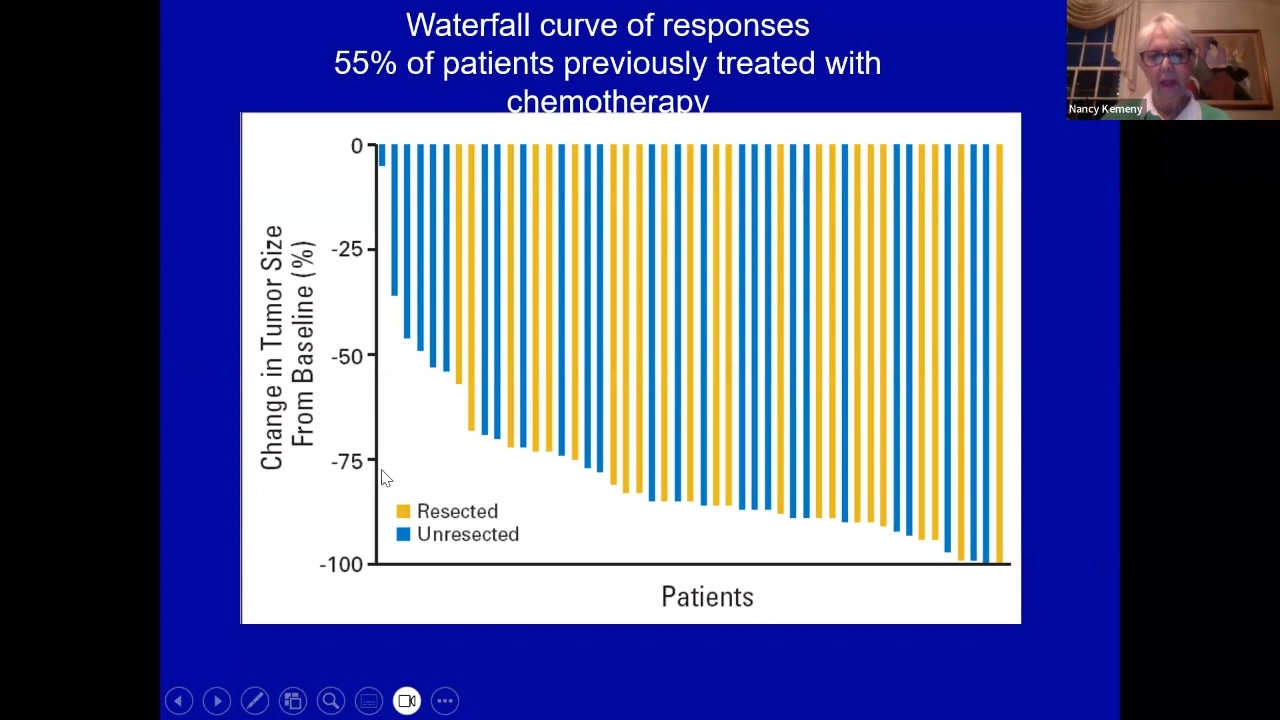 Waterfall curve of responses
55% of patients previously treated with
chemotherapy
Nancy Kemeny
0
-25
-50
-75
-100
Change in Tumor Size
From Baseline (%)
Resected
Unresected
Patients